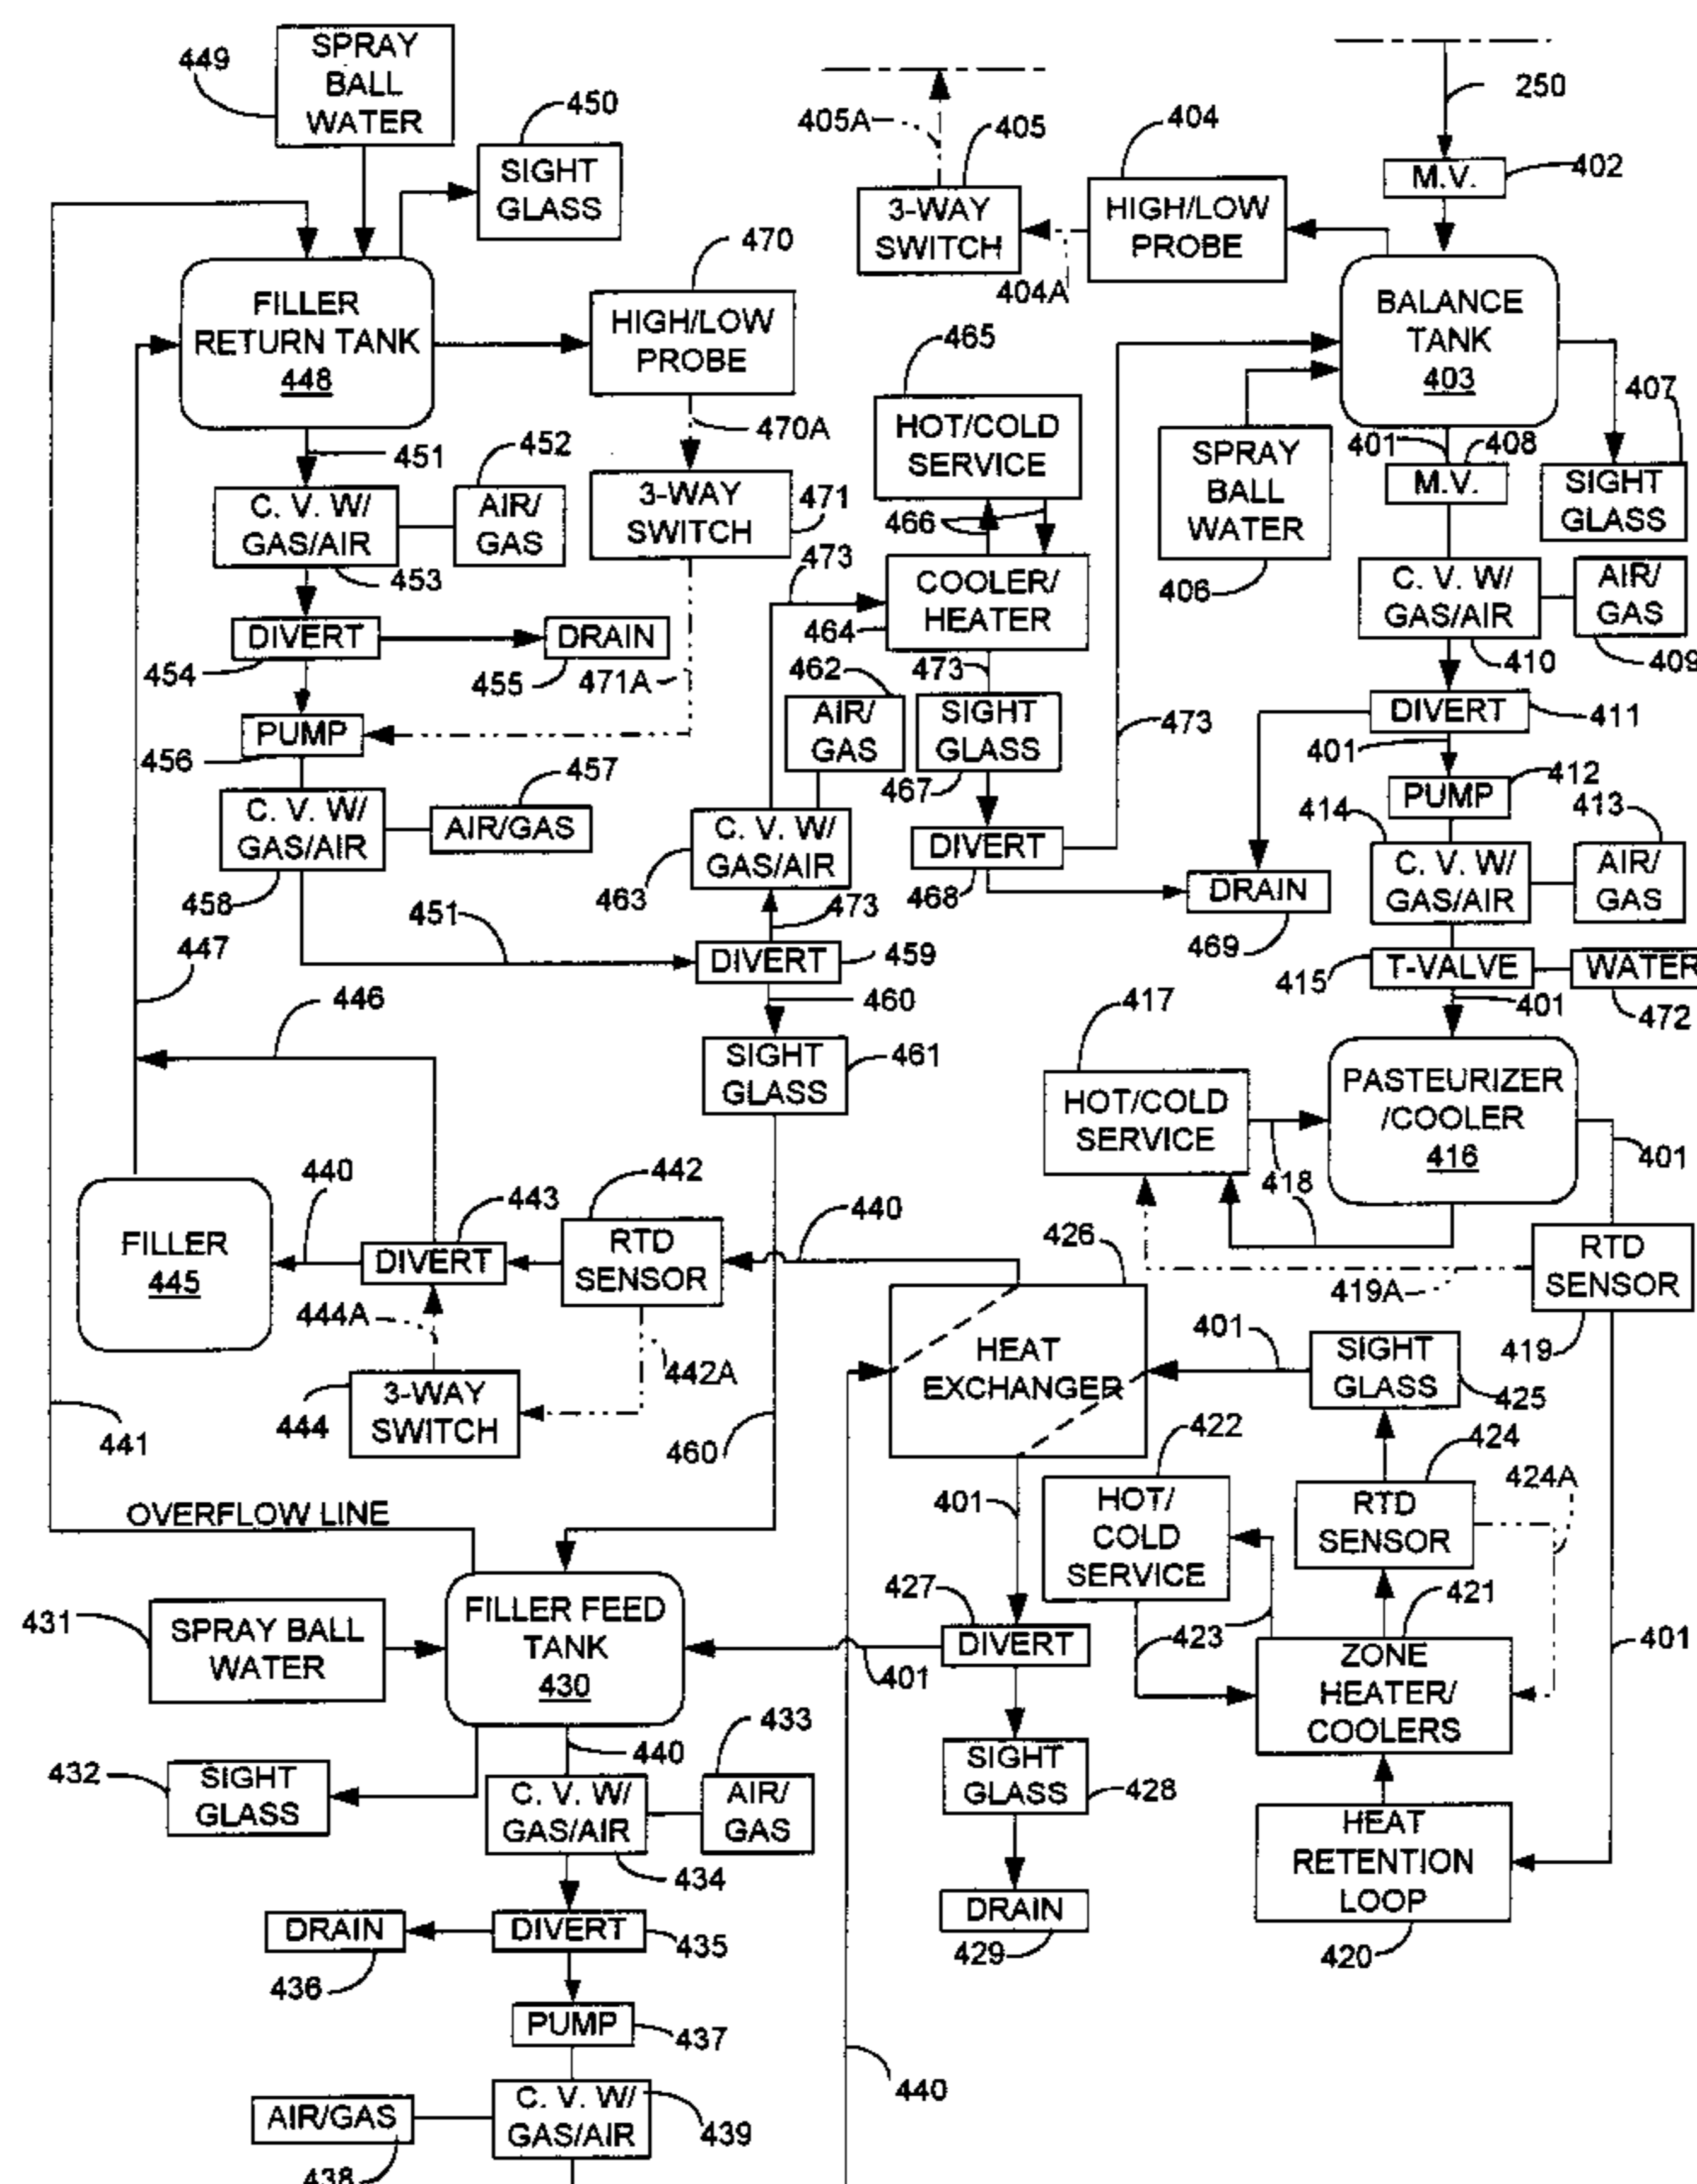 449
SPRAY
BALL
WATER
450
SIGHT
GLASS
405A
405
3-WAY
SWITCH
404A
404
HIGH/LOW
PROBE
250
M.V.
402
FILLER
RETURN TANK
448
470
HIGH/LOW
PROBE
470A
3-WAY
SWITCH
471
471A
BALANCE
TANK
403
407
SIGHT
GLASS
401
408
M.V.
SPRAY
BALL
WATER
406
465
HOT/COLD
SERVICE
466
473
COOLER/
HEATER
464
473
451
452
C. V. W/
GAS/AIR
AIR/
GAS
453
DIVERT
454
DRAIN
455
PUMP
456
457
C. V. W/
GAS/AIR
AIR/GAS
458
451
447
446
462
AIR/
GAS
SIGHT
GLASS
467
C. V. W/
GAS/AIR
463
473
DIVERT
468
473
DRAIN
469
DIVERT
459
460
SIGHT
GLASS
461
C. V. W/
GAS/AIR
AIR/
GAS
410
409
DIVERT
411
401
PUMP
412
414
413
C. V. W/
GAS/AIR
AIR/
GAS
T-VALVE
415
WATER
401
472
417
HOT/COLD
SERVICE
418
PASTEURIZER
/COOLER
416
401
RTD
SENSOR
419A
419
440
FILLER
445
443
DIVERT
442
RTD
SENSOR
440
444A
442A
3-WAY
SWITCH
444
441
460
426
HEAT
EXCHANGER
401
SIGHT
GLASS
425
401
422
HOT/
COLD
SERVICE
424
RTD
SENSOR
424A
423
421
ZONE
HEATER/
COOLERS
401
HEAT
RETENTION
LOOP
420
OVERFLOW LINE
431
SPRAY BALL
WATER
FILLER FEED
TANK
430
427
DIVERT
401
SIGHT
GLASS
428
DRAIN
429
432
SIGHT
GLASS
440
433
C. V. W/
GAS/AIR
AIR/
GAS
434
DRAIN
436
DIVERT
435
PUMP
437
AIR/GAS
438
C. V. W/
GAS/AIR
439
440